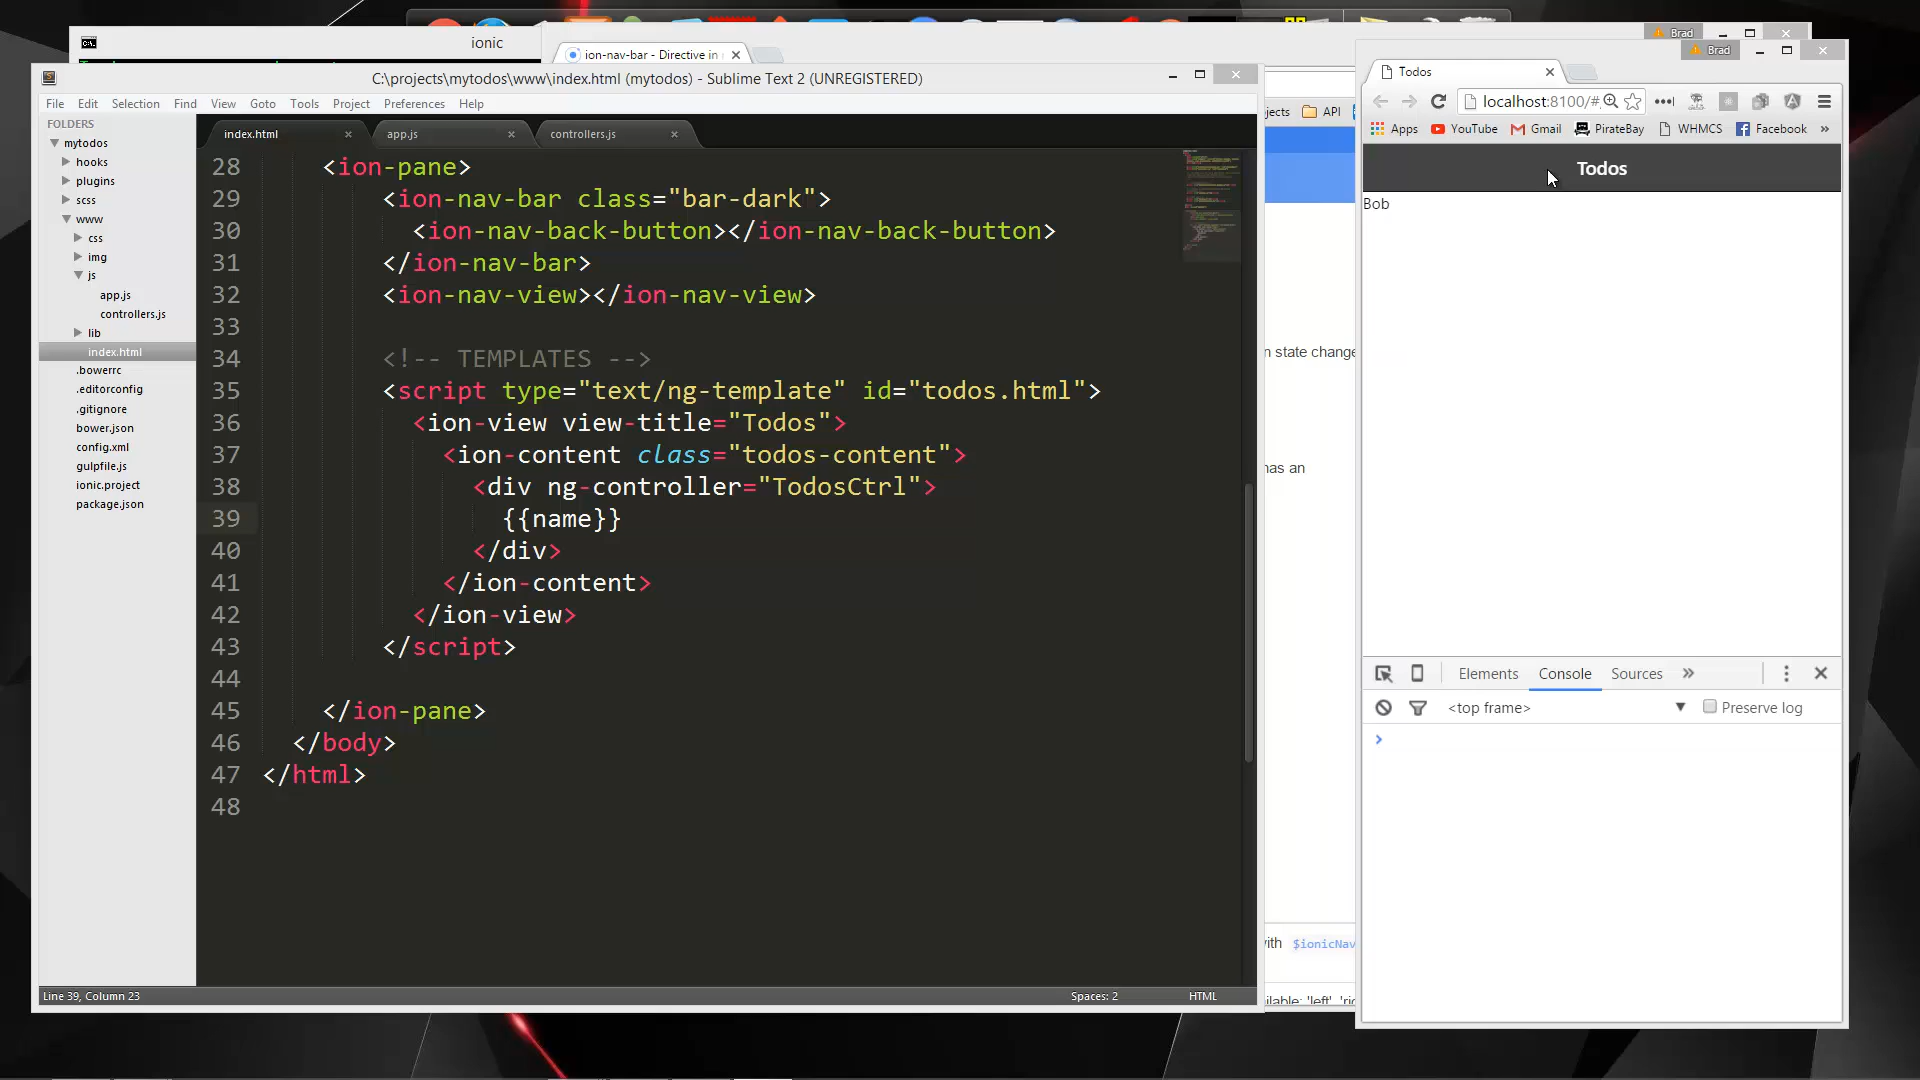 ionic
ion-nav-bar - Directive in
Brad
Brad
C:\projects\mytodos\www\index.html (mytodos) - Sublime Text 2 (UNREGISTERED)
File Edit Selection Find View Goto Tools Project Preferences Help
FOLDERS
mytodos
hooks
plugins
scss
www
css
img
js
app.js
controllers.js
lib
index.html
.bowerrc
.editorconfig
.gitignore
bower.json
config.xml
gulpfile.js
ionic.project
package.json
index.html app.js controllers.js
28 <ion-pane>
29 <ion-nav-bar class="bar-dark">
30 <ion-nav-back-button></ion-nav-back-button>
31 </ion-nav-bar>
32 <ion-nav-view></ion-nav-view>
33
34 <!-- TEMPLATES -->
35 <script type="text/ng-template" id="todos.html">
36 <ion-view view-title="Todos">
37 <ion-content class="todos-content">
38 <div ng-controller="TodosCtrl">
39 {{name}}
40 </div>
41 </ion-content>
42 </ion-view>
43 </script>
44
45 </ion-pane>
46 </body>
47 </html>
48
Line 39, Column 23 Spaces: 2 HTML
jects API
n state change
has an
with $ionicNav
Todos
localhost:8100/#
Apps YouTube Gmail PirateBay WHMCS Facebook »
Todos
Bob
Elements Console Sources »
<top frame> Preserve log